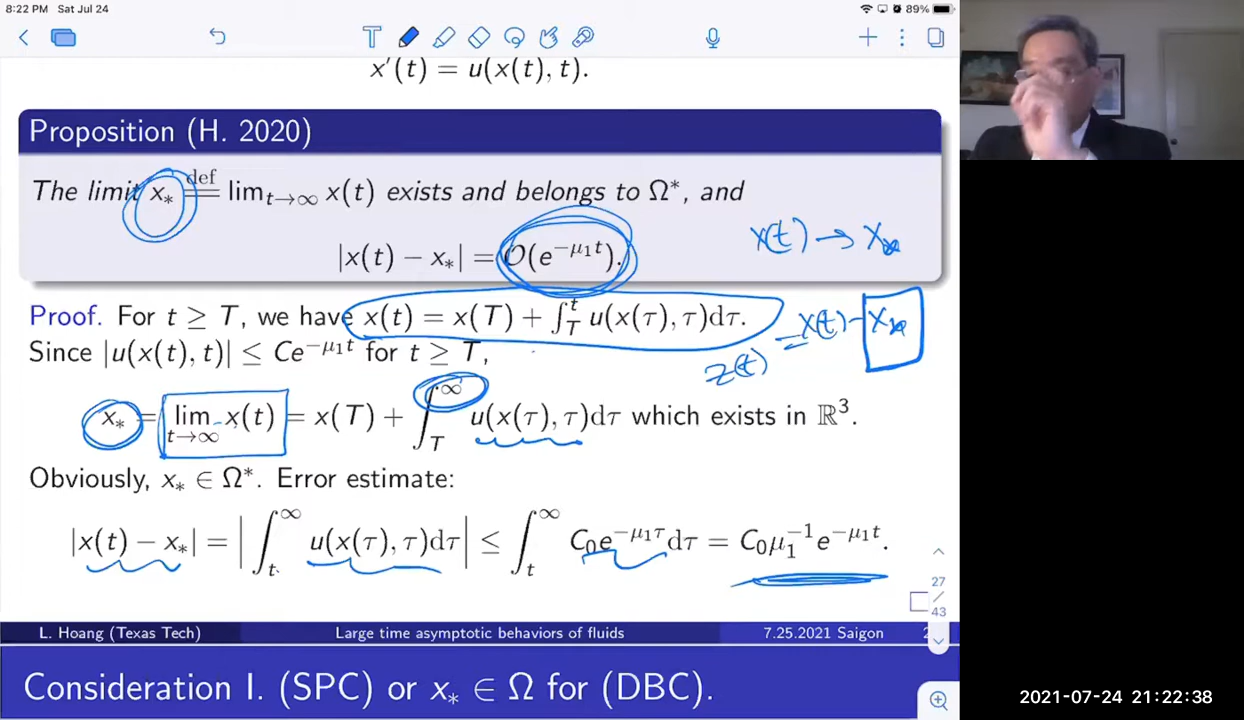 8:22 PM Sat Jul 24
89%
x′(t) = u(x(t), t).
Proposition (H. 2020)
The limit x∗ def== lim_{t→∞} x(t) exists and belongs to Ω*, and
|x(t) − x∗| = O(e^{−μ₁t}).
x(t) → x∗
Proof. For t ≥ T, we have x(t) = x(T) + ∫_T^t u(x(τ), τ)dτ.
z(t) = x(t) − x∗
Since |u(x(t), t)| ≤ Ce^{−μ₁t} for t ≥ T,
x∗ = lim_{t→∞} x(t) = x(T) + ∫_T^∞ u(x(τ), τ)dτ which exists in ℝ³.
Obviously, x∗ ∈ Ω*. Error estimate:
|x(t) − x∗| = |∫_t^∞ u(x(τ), τ)dτ| ≤ ∫_t^∞ C₀e^{−μ₁τ}dτ = C₀μ₁^{−1}e^{−μ₁t}.
27
/
43
L. Hoang (Texas Tech) Large time asymptotic behaviors of fluids 7.25.2021 Saigon
Consideration I. (SPC) or x∗ ∈ Ω for (DBC).
2021-07-24 21:22:38